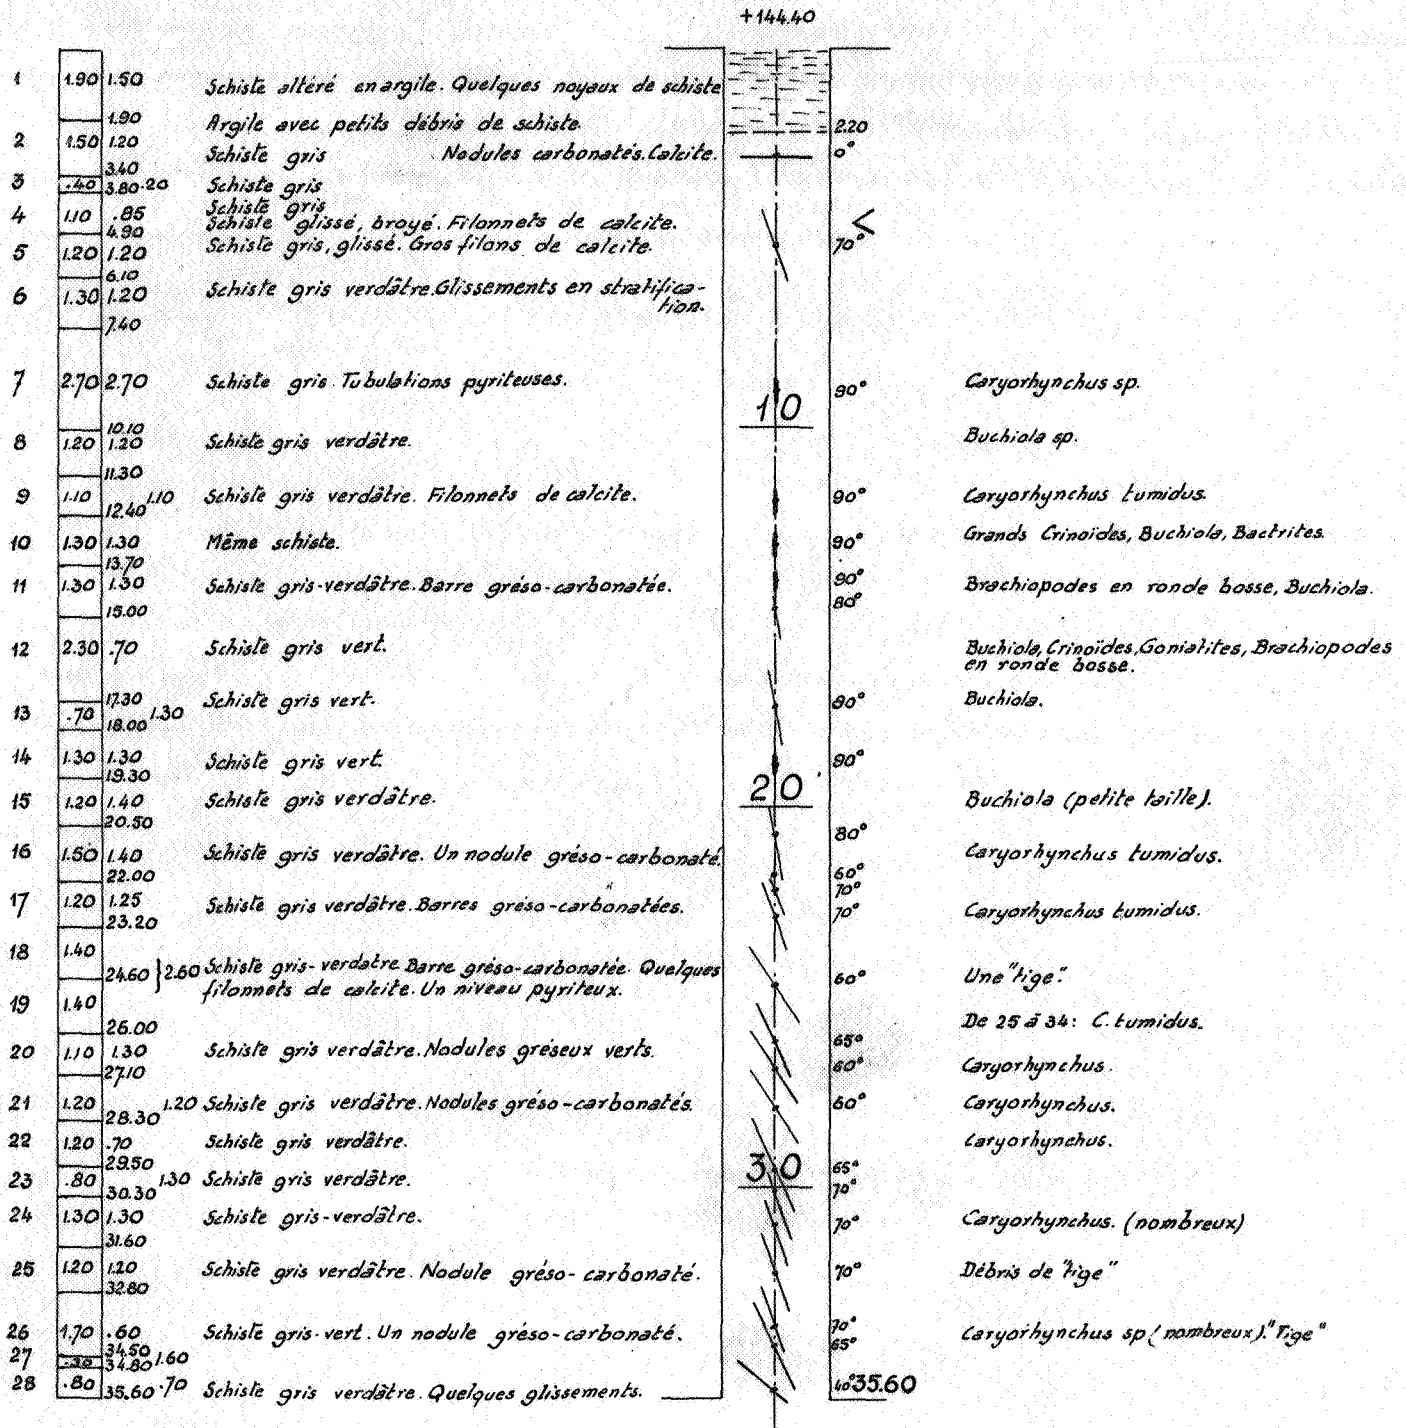 +144.40
1 1.90 1.50 Schiste altéré en argile. Quelques noyaux de schiste
1.90 Argile avec petits débris de schiste. 2.20
2 1.50 1.20 Schiste gris Nodules carbonatés. Calcite. 0°
3.40
3 .40 3.80 .20 Schiste gris
Schiste gris
4 1.10 .85 Schiste glissé, broyé. Filonnets de calcite. <
4.90
5 1.20 1.20 Schiste gris, glissé. Gros filons de calcite. 70°
6.10
6 1.30 1.20 Schiste gris verdâtre. Glissements en stratifica-
tion.
7.40
7 2.70 2.70 Schiste gris. Tubulations pyriteuses. 90° Caryorhynchus sp.
10
10.10
8 1.20 1.20 Schiste gris verdâtre. Buchiola sp.
11.30
9 1.10 1.10 Schiste gris verdâtre. Filonnets de calcite. 90° Caryorhynchus tumidus.
12.40
10 1.30 1.30 Même schiste. 90° Grands Crinoïdes, Buchiola, Bactrites.
13.70
11 1.30 1.30 Schiste gris-verdâtre. Barre gréso-carbonatée. 90° Brachiopodes en ronde bosse, Buchiola.
15.00 80°
12 2.30 .70 Schiste gris vert. Buchiola, Crinoïdes, Goniatites, Brachiopodes
en ronde bosse.
17.30 Schiste gris vert. 80° Buchiola.
13 .70 1.30
18.00
14 1.30 1.30 Schiste gris vert. 90°
19.30
20
15 1.20 1.40 Schiste gris verdâtre. Buchiola (petite taille).
20.50 80°
16 1.50 1.40 Schiste gris verdâtre. Un nodule gréso-carbonaté. Caryorhynchus tumidus.
22.00 60°
70°
17 1.20 1.25 Schiste gris verdâtre. Barres gréso-carbonatées. 70° Caryorhynchus tumidus.
23.20
18 1.40
24.60 }2.60 Schiste gris-verdatre Barre gréso-carbonatée. Quelques 60° Une "tige".
filonnets de calcite. Un niveau pyriteux.
19 1.40
26.00 De 25 à 34: C. tumidus.
65°
20 1.10 1.30 Schiste gris verdâtre. Nodules gréseux verts. 60° Caryorhynchus.
27.10
21 1.20 1.20 Schiste gris verdâtre. Nodules gréso-carbonatés. 60° Caryorhynchus.
28.30
22 1.20 .70 Schiste gris verdâtre. Caryorhynchus.
29.50
30 65°
23 .80 1.30 Schiste gris verdâtre.
30.30 70°
24 1.30 1.30 Schiste gris-verdâtre. 70° Caryorhynchus. (nombreux)
31.60
25 1.20 1.20 Schiste gris verdâtre. Nodule gréso-carbonaté. 70° Débris de "tige"
32.80
26 1.70 .60 Schiste gris-vert. Un nodule gréso-carbonaté. 70° Caryorhynchus sp (nombreux). "Tige"
34.50 65°
27 .30 34.80 1.60
28 .80 35.60 .70 Schiste gris verdâtre. Quelques glissements. 40° 35.60